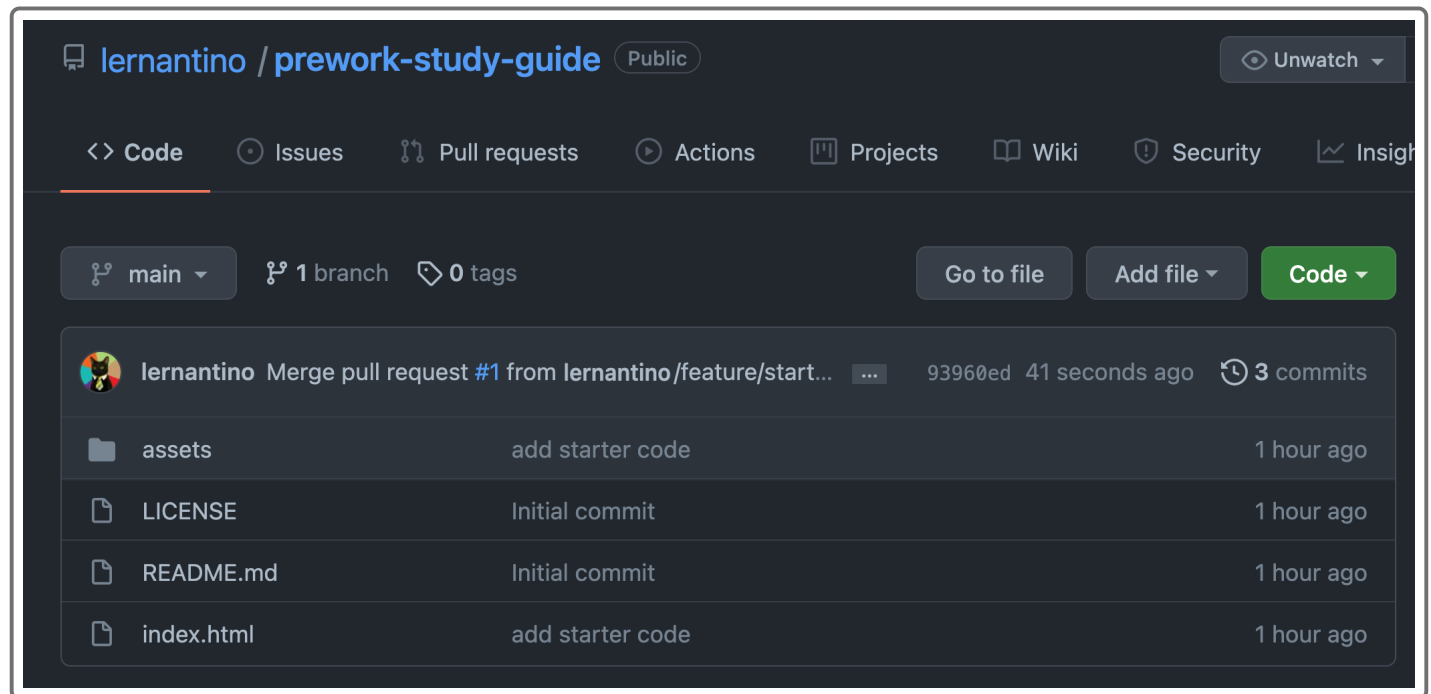 lernantino / prework-study-guide Public Unwatch
Code Issues Pull requests Actions Projects Wiki Security Insigh
main 1 branch 0 tags Go to file Add file Code
lernantino Merge pull request #1 from lernantino/feature/start... ... 93960ed 41 seconds ago 3 commits
assets add starter code 1 hour ago
LICENSE Initial commit 1 hour ago
README.md Initial commit 1 hour ago
index.html add starter code 1 hour ago